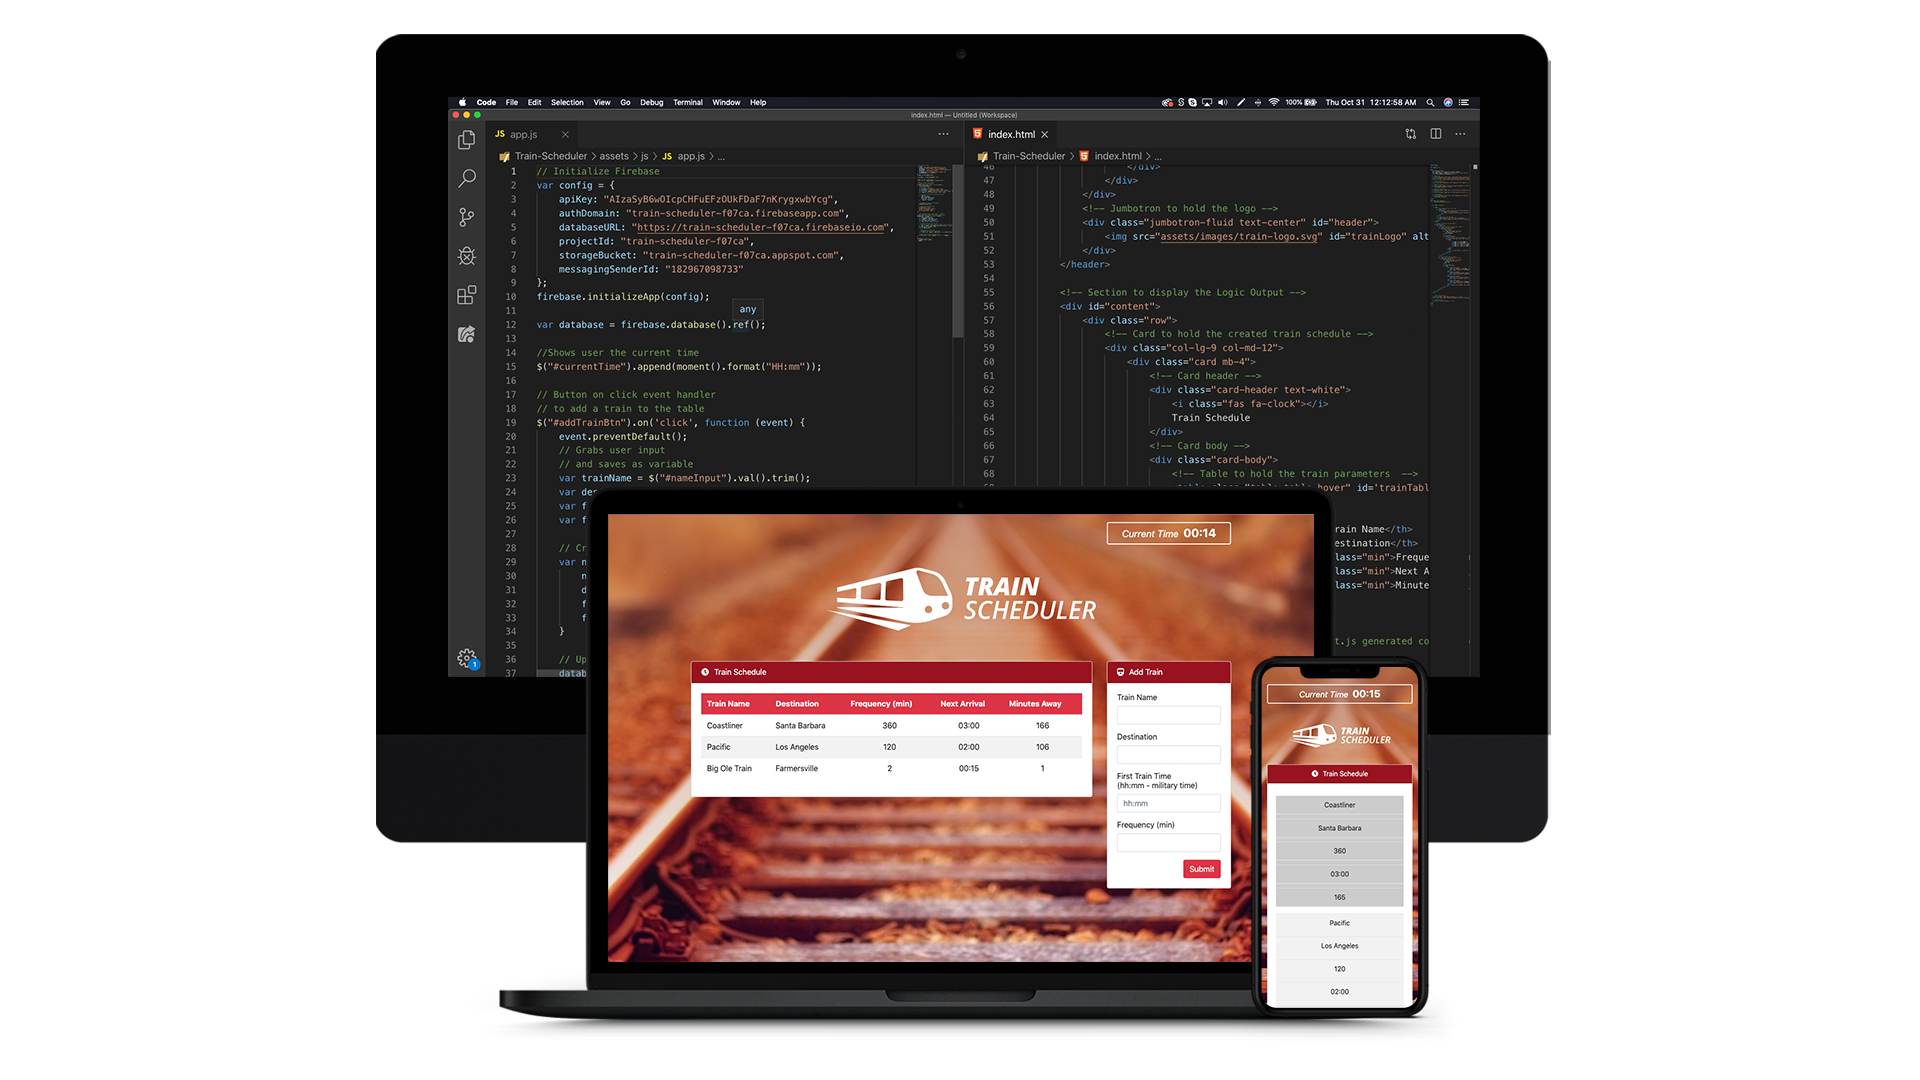 Code File Edit Selection View Go Debug Terminal Window Help
100% Thu Oct 31 12:12:58 AM
index.html — Untitled (Workspace)
JS app.js
Train-Scheduler > assets > js > JS app.js > ...
1 // Initialize Firebase
2 var config = {
3 apiKey: "AIzaSyB6wOIcpCHFuEFzOUkFDaF7nKrygxwbYcg",
4 authDomain: "train-scheduler-f07ca.firebaseapp.com",
5 databaseURL: "https://train-scheduler-f07ca.firebaseio.com",
6 projectId: "train-scheduler-f07ca",
7 storageBucket: "train-scheduler-f07ca.appspot.com",
8 messagingSenderId: "182967098733"
9 };
10 firebase.initializeApp(config);
11
any
12 var database = firebase.database().ref();
13
14 //Shows user the current time
15 $("#currentTime").append(moment().format("HH:mm"));
16
17 // Button on click event handler
18 // to add a train to the table
19 $("#addTrainBtn").on('click', function (event) {
20 event.preventDefault();
21 // Grabs user input
22 // and saves as variable
23 var trainName = $("#nameInput").val().trim();
24 var des
25 var f
26 var f
27
28 // Cr
29 var n
30 n
31 d
32 f
33 f
34 }
35
36 // Up
37 datab
1
index.html
Train-Scheduler > index.html > ...
46 </div>
47 </div>
48 </div>
49 <!-- Jumbotron to hold the logo -->
50 <div class="jumbotron-fluid text-center" id="header">
51 <img src="assets/images/train-logo.svg" id="trainLogo" alt
52 </div>
53 </header>
54
55 <!-- Section to display the Logic Output -->
56 <div id="content">
57 <div class="row">
58 <!-- Card to hold the created train schedule -->
59 <div class="col-lg-9 col-md-12">
60 <div class="card mb-4">
61 <!-- Card header -->
62 <div class="card-header text-white">
63 <i class="fas fa-clock"></i>
64 Train Schedule
65 </div>
66 <!-- Card body -->
67 <div class="card-body">
68 <!-- Table to hold the train parameters -->
hover" id='trainTabl
rain Name</th>
estination</th>
lass="min">Freque
lass="min">Next A
lass="min">Minute
t.js generated co
Current Time 00:14
TRAIN
SCHEDULER
Train Schedule
Train Name Destination Frequency (min) Next Arrival Minutes Away
Coastliner Santa Barbara 360 03:00 166
Pacific Los Angeles 120 02:00 106
Big Ole Train Farmersville 2 00:15 1
Add Train
Train Name
Destination
First Train Time
(hh:mm - military time)
hh:mm
Frequency (min)
Submit
Current Time 00:15
TRAIN
SCHEDULER
Train Schedule
Coastliner
Santa Barbara
360
03:00
165
Pacific
Los Angeles
120
02:00